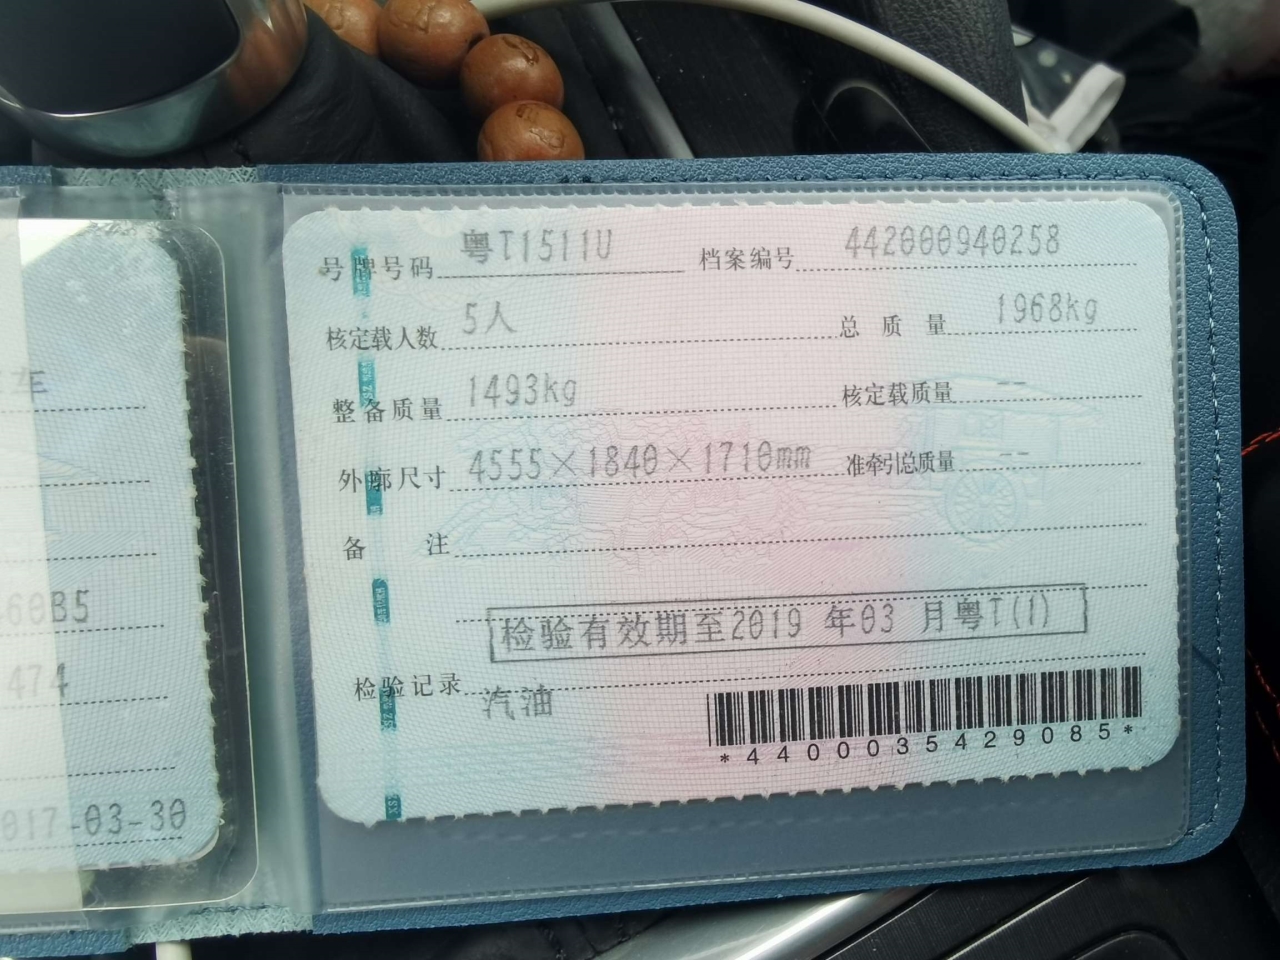 号牌号码 粤T1511U 档案编号 442000940258
核定载人数 5人 总质量 1968kg
整备质量 1493kg 核定载质量 --
外廓尺寸 4555×1840×1710mm 准牵引总质量 --
备注
检验有效期至2019 年03 月粤T(1)
检验记录 汽油
*4400035429085*
车
60B5
474
017-03-30